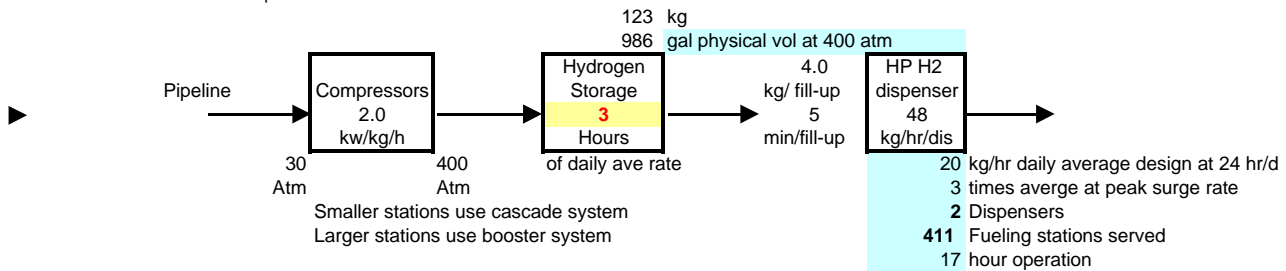 123 kg
986 gal physical vol at 400 atm
Pipeline
Compressors
2.0
kw/kg/h
30
Atm
400
Atm
Smaller stations use cascade system
Larger stations use booster system
Hydrogen
Storage
3
Hours
of daily ave rate
4.0
kg/ fill-up
5
min/fill-up
HP H2
dispenser
48
kg/hr/dis
20 kg/hr daily average design at 24 hr/d
3 times averge at peak surge rate
2 Dispensers
411 Fueling stations served
17 hour operation